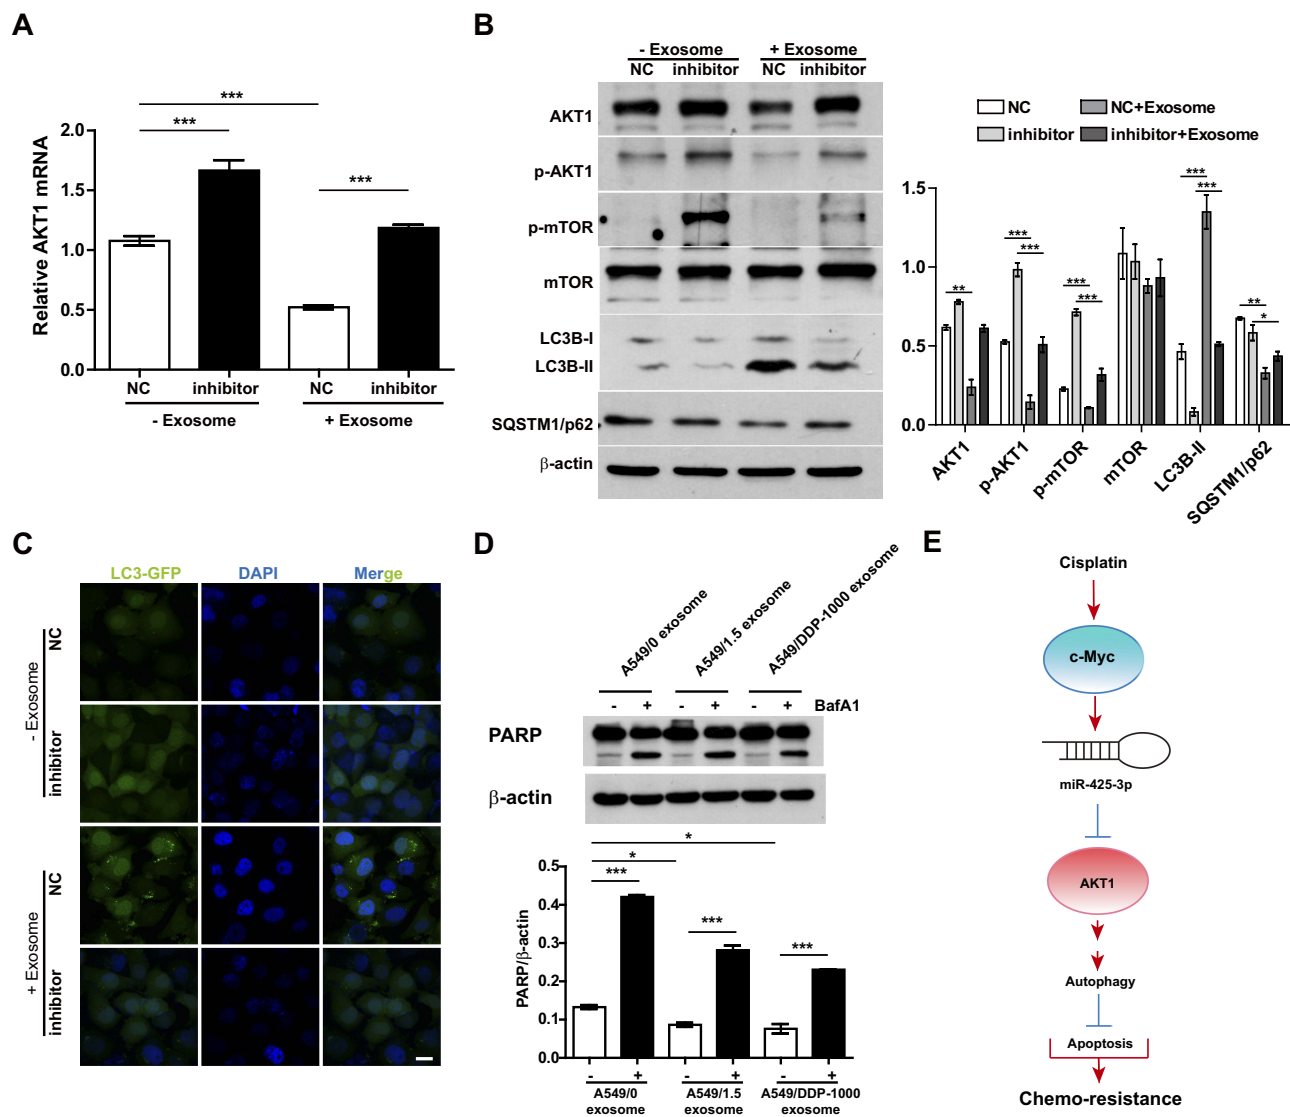 A
***
***
***
Relative AKT1 mRNA
2.0
1.5
1.0
0.5
0.0
NC inhibitor NC inhibitor
- Exosome + Exosome
B
- Exosome + Exosome
NC inhibitor NC inhibitor
AKT1
p-AKT1
p-mTOR
mTOR
LC3B-I
LC3B-II
SQSTM1/p62
β-actin
NC NC+Exosome
inhibitor inhibitor+Exosome
1.5
1.0
0.5
0.0
**
***
***
***
***
***
***
**
*
AKT1 p-AKT1 p-mTOR mTOR LC3B-II SQSTM1/p62
C
LC3-GFP DAPI Merge
- Exosome
NC
inhibitor
+ Exosome
NC
inhibitor
D
A549/0 exosome A549/1.5 exosome A549/DDP-1000 exosome
- + - + - + BafA1
PARP
β-actin
*
*
***
***
***
PARP/β-actin
0.5
0.4
0.3
0.2
0.1
0.0
- + - + - +
A549/0 A549/1.5 A549/DDP-1000
exosome exosome exosome
E
Cisplatin
c-Myc
miR-425-3p
AKT1
Autophagy
Apoptosis
Chemo-resistance